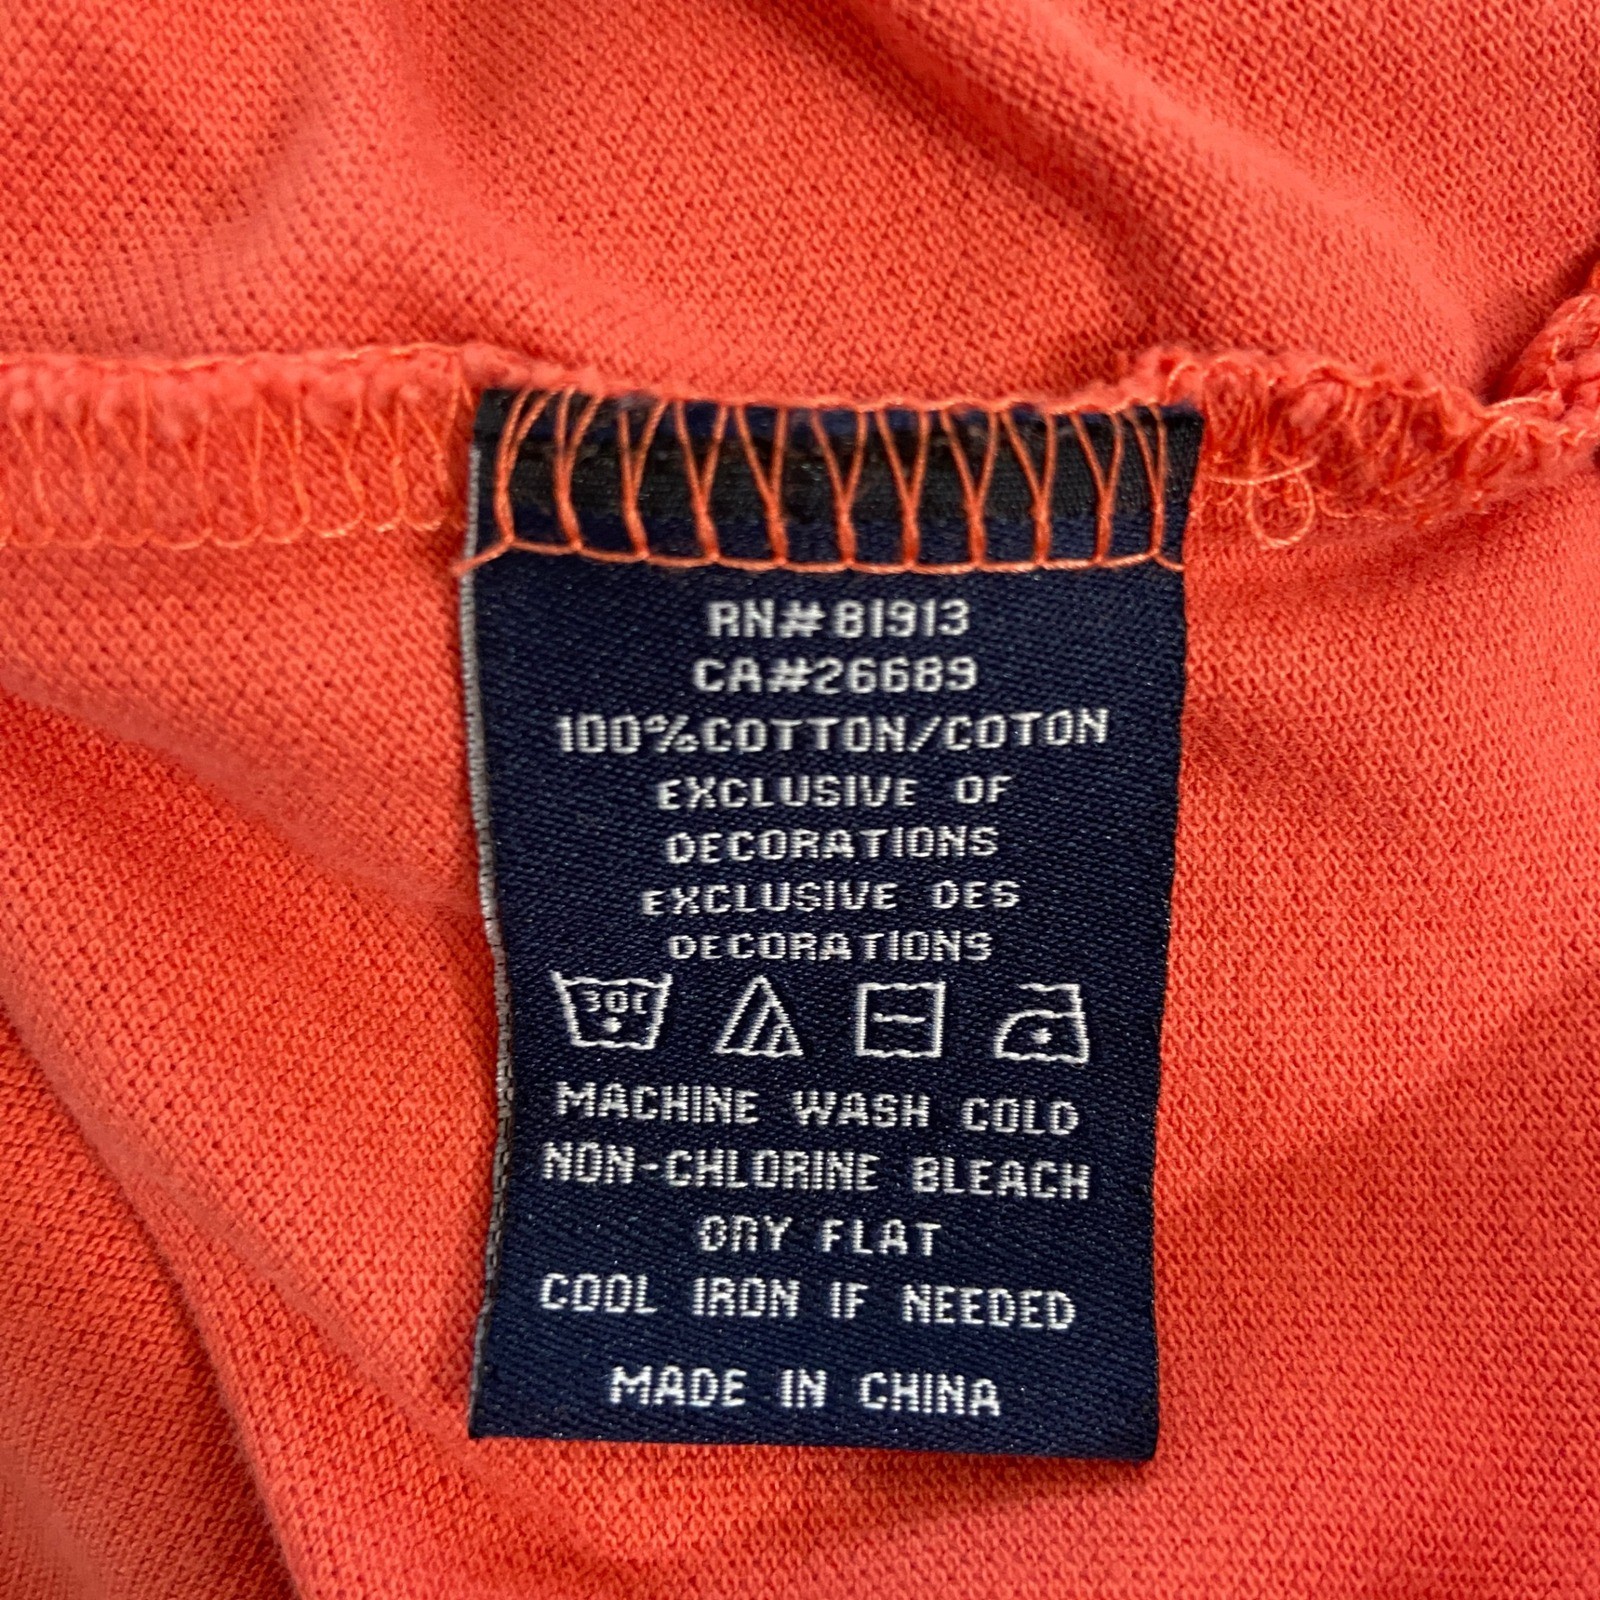 RN#81913
CA#26689
100%COTTON/COTON
EXCLUSIVE OF
DECORATIONS
EXCLUSIVE DES
DECORATIONS
30C
MACHINE WASH COLD
NON-CHLORINE BLEACH
DRY FLAT
COOL IRON IF NEEDED
MADE IN CHINA